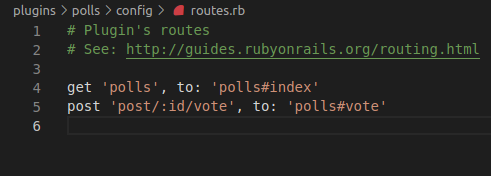 plugins > polls > config > routes.rb
1 # Plugin's routes
2 # See: http://guides.rubyonrails.org/routing.html
3
4 get 'polls', to: 'polls#index'
5 post 'post/:id/vote', to: 'polls#vote'
6